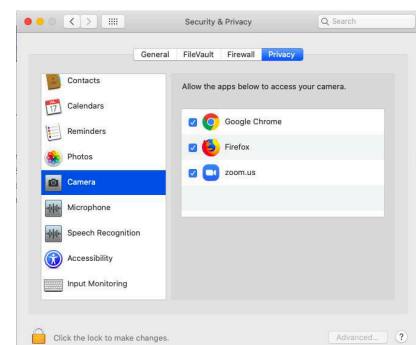 Security & Privacy
Search
General FileVault Firewall Privacy
Contacts
17
Calendars
Reminders
Photos
Camera
Microphone
Speech Recognition
Accessibility
Input Monitoring
Allow the apps below to access your camera.
Google Chrome
Firefox
zoom.us
Click the lock to make changes.
Advanced...
?